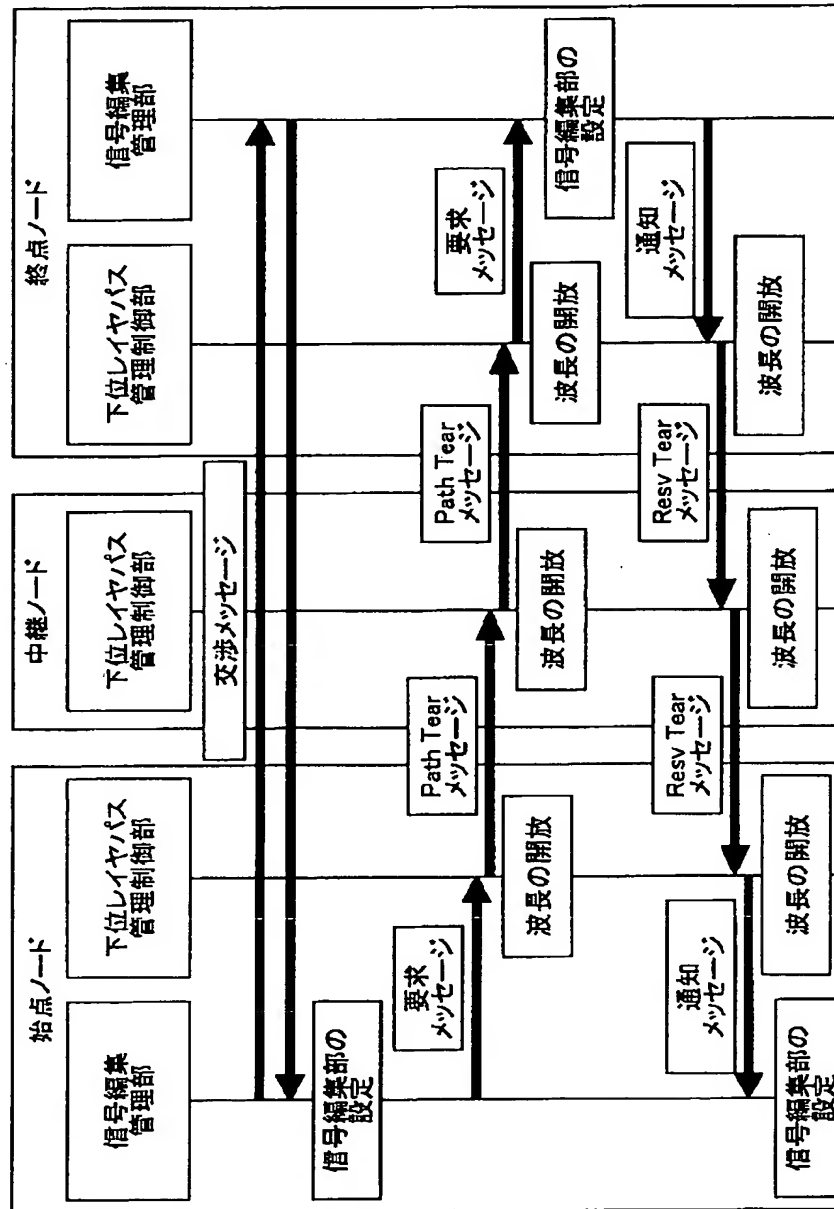 始点ノード
中継ノード
終点ノード
信号編集
管理部
下位レイヤパス
管理制御部
下位レイヤパス
管理制御部
下位レイヤパス
管理制御部
信号編集
管理部
交渉メッセージ
信号編集部の
設定
要求
メッセージ
波長の開放
Path Tear
メッセージ
波長の開放
Path Tear
メッセージ
波長の開放
要求
メッセージ
信号編集部の
設定
通知
メッセージ
波長の開放
Resv Tear
メッセージ
波長の開放
Resv Tear
メッセージ
波長の開放
通知
メッセージ
信号編集部の
設定